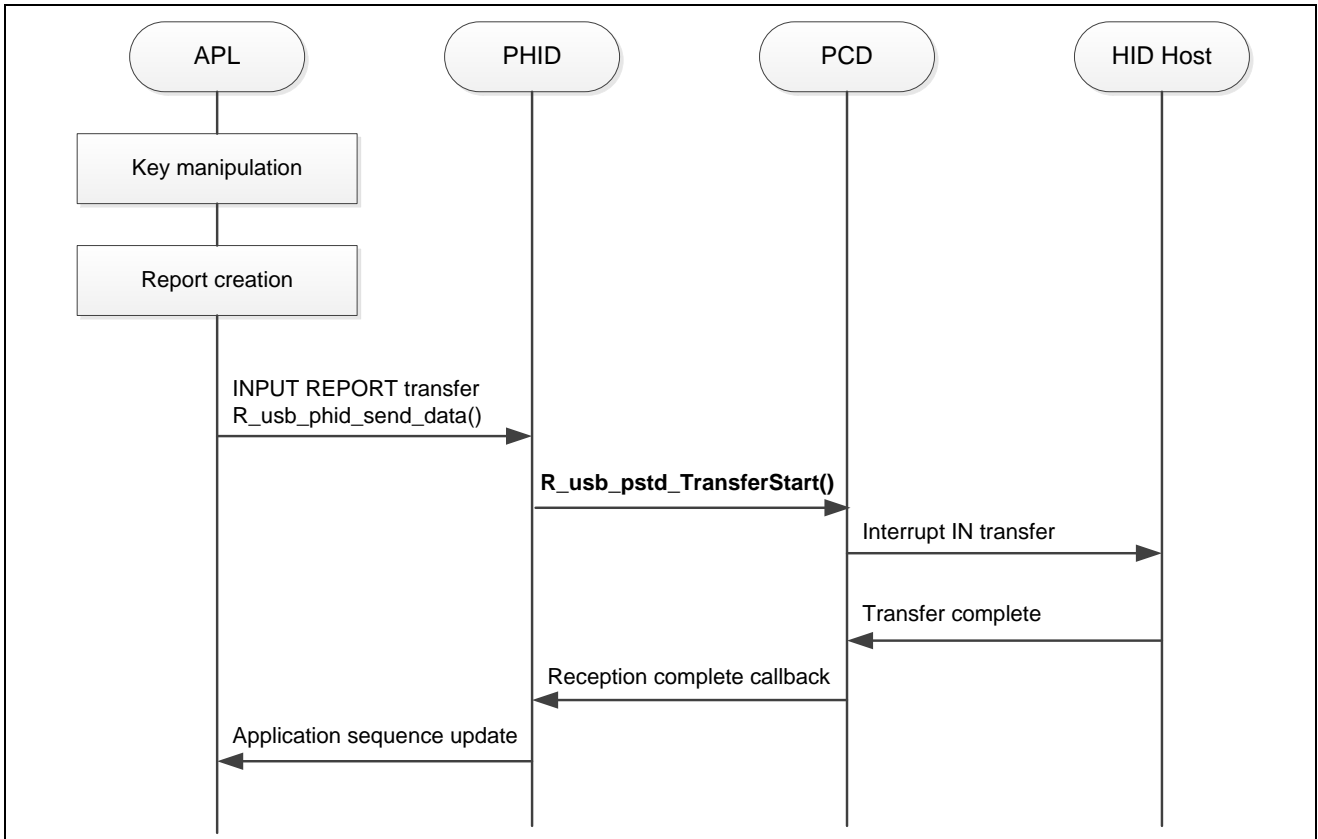 APL
PHID
PCD
HID Host
Key manipulation
Report creation
INPUT REPORT transfer
R_usb_phid_send_data()
R_usb_pstd_TransferStart()
Interrupt IN transfer
Transfer complete
Reception complete callback
Application sequence update